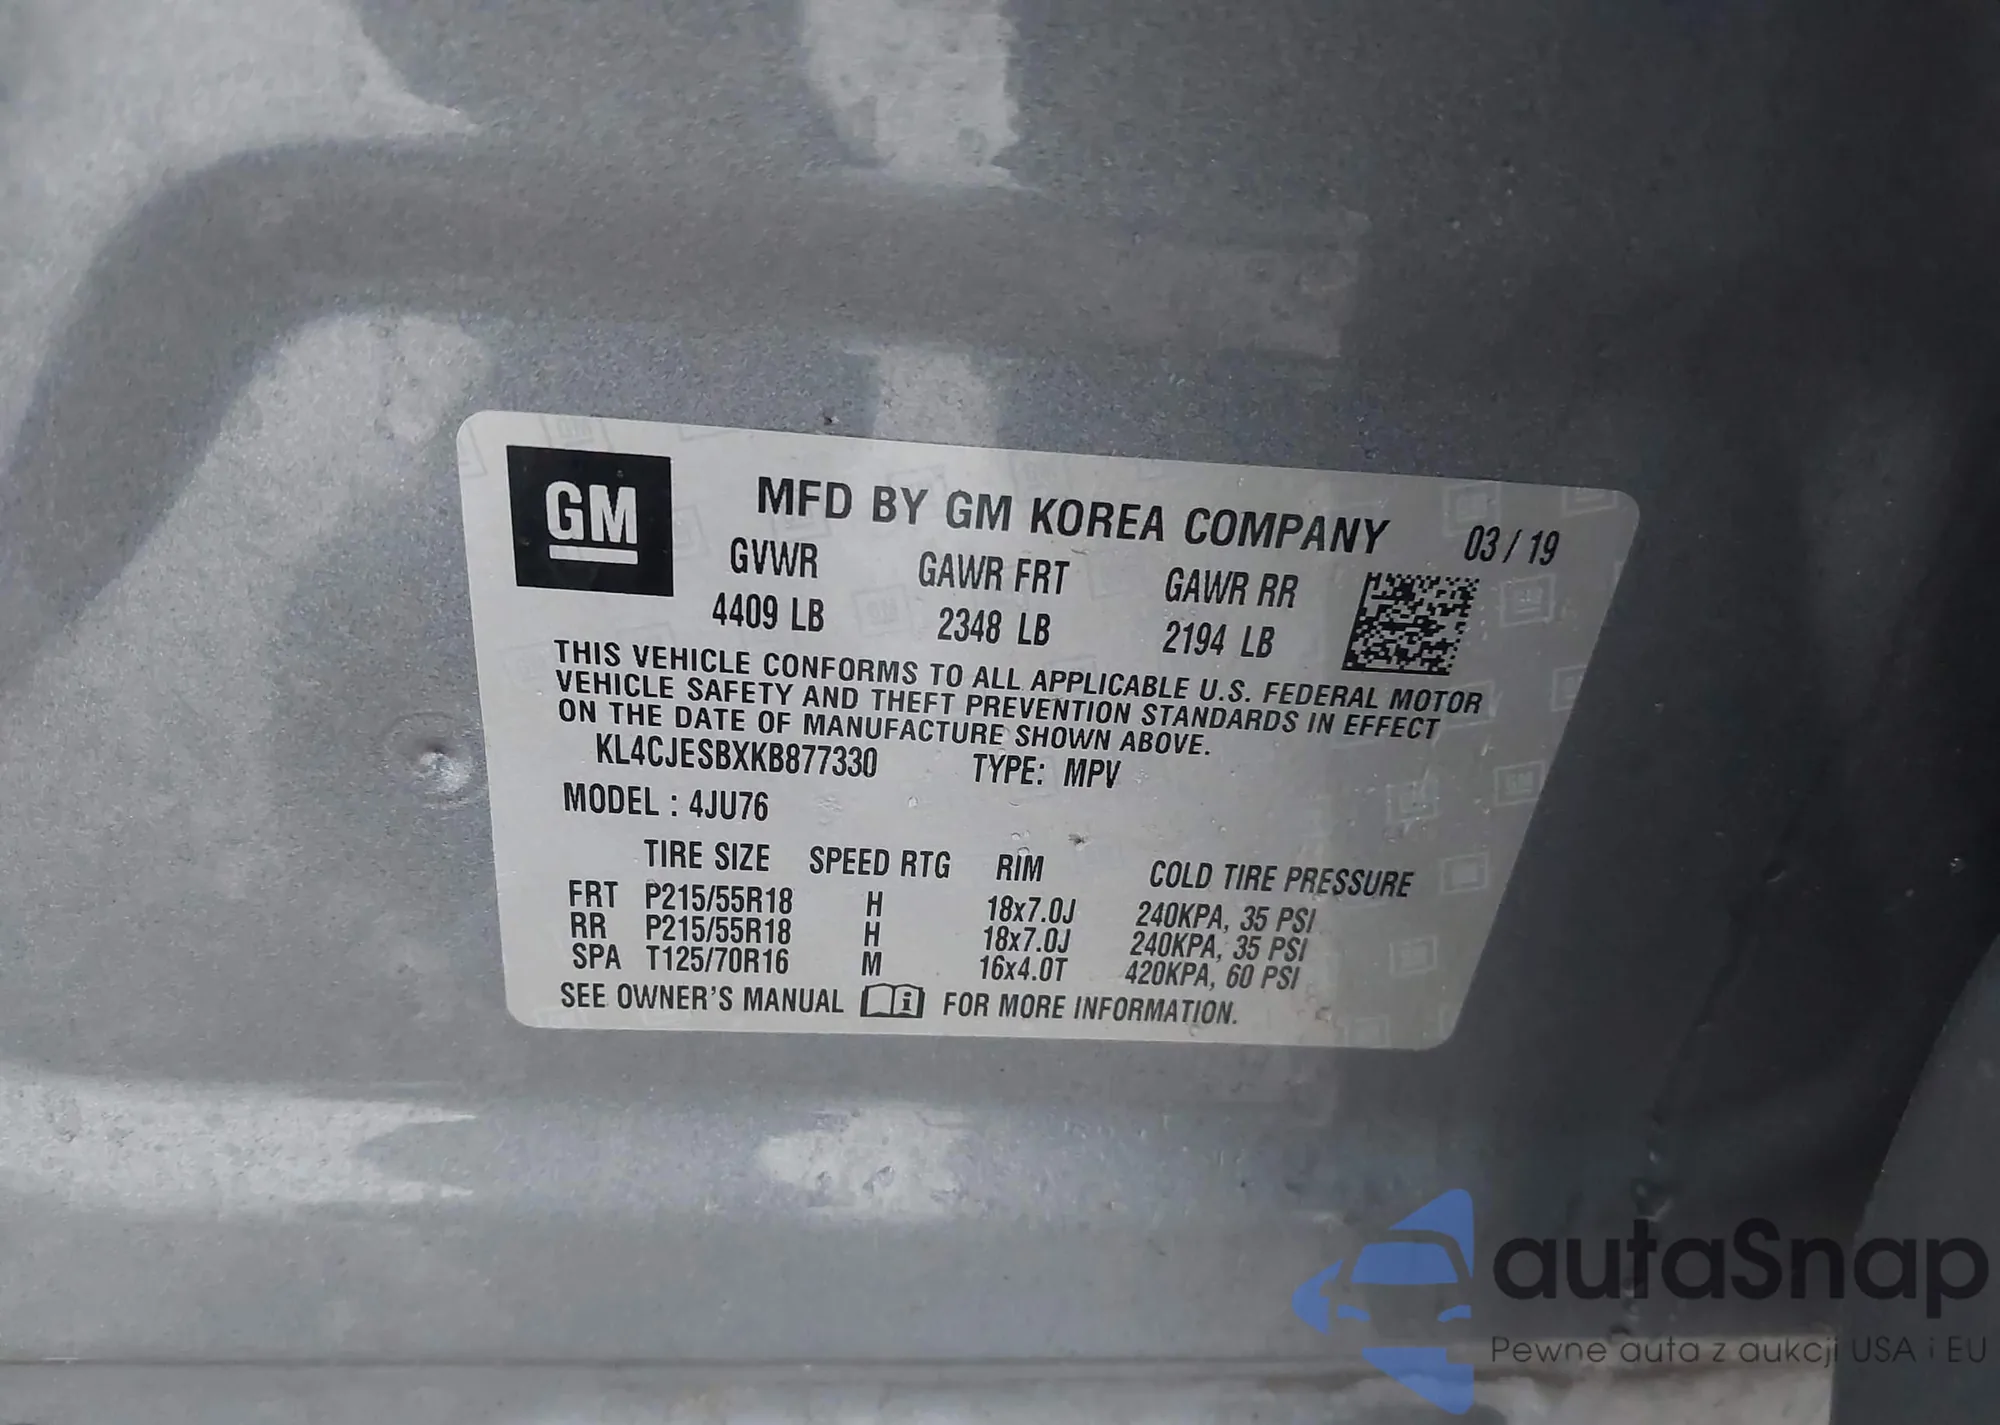 GM
MFD BY GM KOREA COMPANY 03 / 19
GVWR GAWR FRT GAWR RR
4409 LB 2348 LB 2194 LB
THIS VEHICLE CONFORMS TO ALL APPLICABLE U.S. FEDERAL MOTOR
VEHICLE SAFETY AND THEFT PREVENTION STANDARDS IN EFFECT
ON THE DATE OF MANUFACTURE SHOWN ABOVE.
KL4CJESBXKB877330 TYPE: MPV
MODEL : 4JU76
TIRE SIZE SPEED RTG RIM COLD TIRE PRESSURE
FRT P215/55R18 H 18x7.0J 240KPA, 35 PSI
RR P215/55R18 H 18x7.0J 240KPA, 35 PSI
SPA T125/70R16 M 16x4.0T 420KPA, 60 PSI
SEE OWNER'S MANUAL i FOR MORE INFORMATION.
autaSnap
Pewne auta z aukcji USA i EU